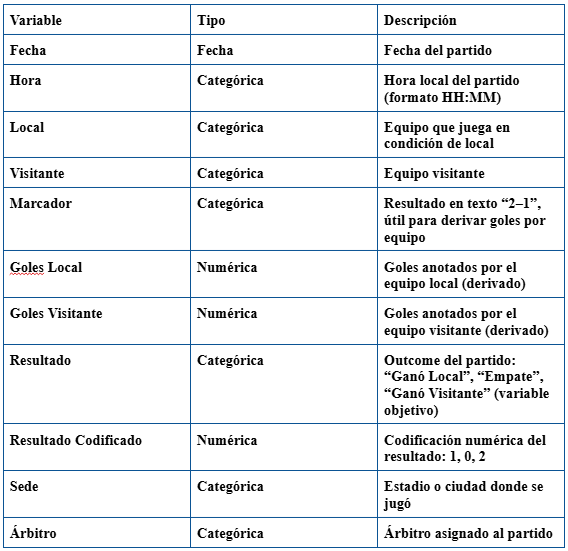 Variable Tipo Descripción
Fecha Fecha Fecha del partido
Hora Categórica Hora local del partido
(formato HH:MM)
Local Categórica Equipo que juega en
condición de local
Visitante Categórica Equipo visitante
Marcador Categórica Resultado en texto “2–1”,
útil para derivar goles por
equipo
Goles Local Numérica Goles anotados por el
equipo local (derivado)
Goles Visitante Numérica Goles anotados por el
equipo visitante (derivado)
Resultado Categórica Outcome del partido:
“Ganó Local”, “Empate”,
“Ganó Visitante” (variable
objetivo)
Resultado Codificado Numérica Codificación numérica del
resultado: 1, 0, 2
Sede Categórica Estadio o ciudad donde se
jugó
Árbitro Categórica Árbitro asignado al partido